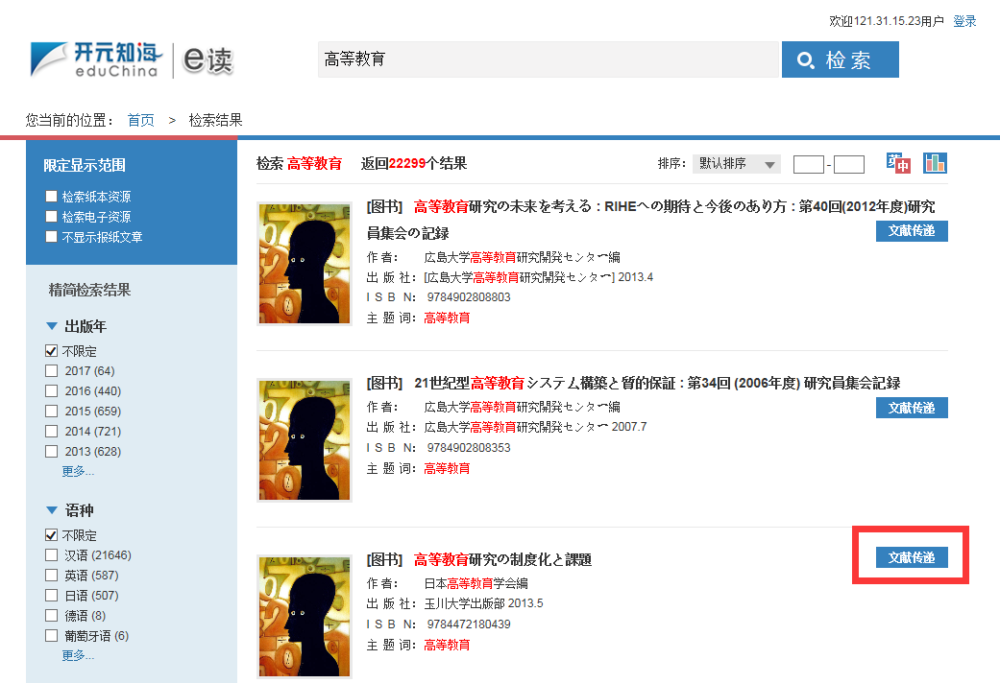 欢迎121.31.15.23用户 登录
开元知海
eduChina
e读
高等教育
检索
您当前的位置： 首页 > 检索结果
限定显示范围
检索纸本资源
检索电子资源
不显示报纸文章
精简检索结果
出版年
不限定
2017 (64)
2016 (440)
2015 (659)
2014 (721)
2013 (628)
更多...
语种
不限定
汉语 (21646)
英语 (587)
日语 (507)
德语 (8)
葡萄牙语 (6)
更多...
检索 高等教育 返回22299个结果
排序： 默认排序 -
中
[图书] 高等教育研究の未来を考える : RIHEへの期待と今後のあり方 : 第40回(2012年度)研究
員集会の記録
文献传递
作 者： 広島大学高等教育研究開発センター編
出 版 社： [広島大学高等教育研究開発センター] 2013.4
I S B N： 9784902808803
主 题 词： 高等教育
[图书] 21世紀型高等教育システム構築と質的保証 : 第34回 (2006年度) 研究員集会記録
文献传递
作 者： 広島大学高等教育研究開発センター編
出 版 社： 広島大学高等教育研究開発センター 2007.7
I S B N： 9784902808353
主 题 词： 高等教育
[图书] 高等教育研究の制度化と課題
文献传递
作 者： 日本高等教育学会編
出 版 社： 玉川大学出版部 2013.5
I S B N： 9784472180439
主 题 词： 高等教育